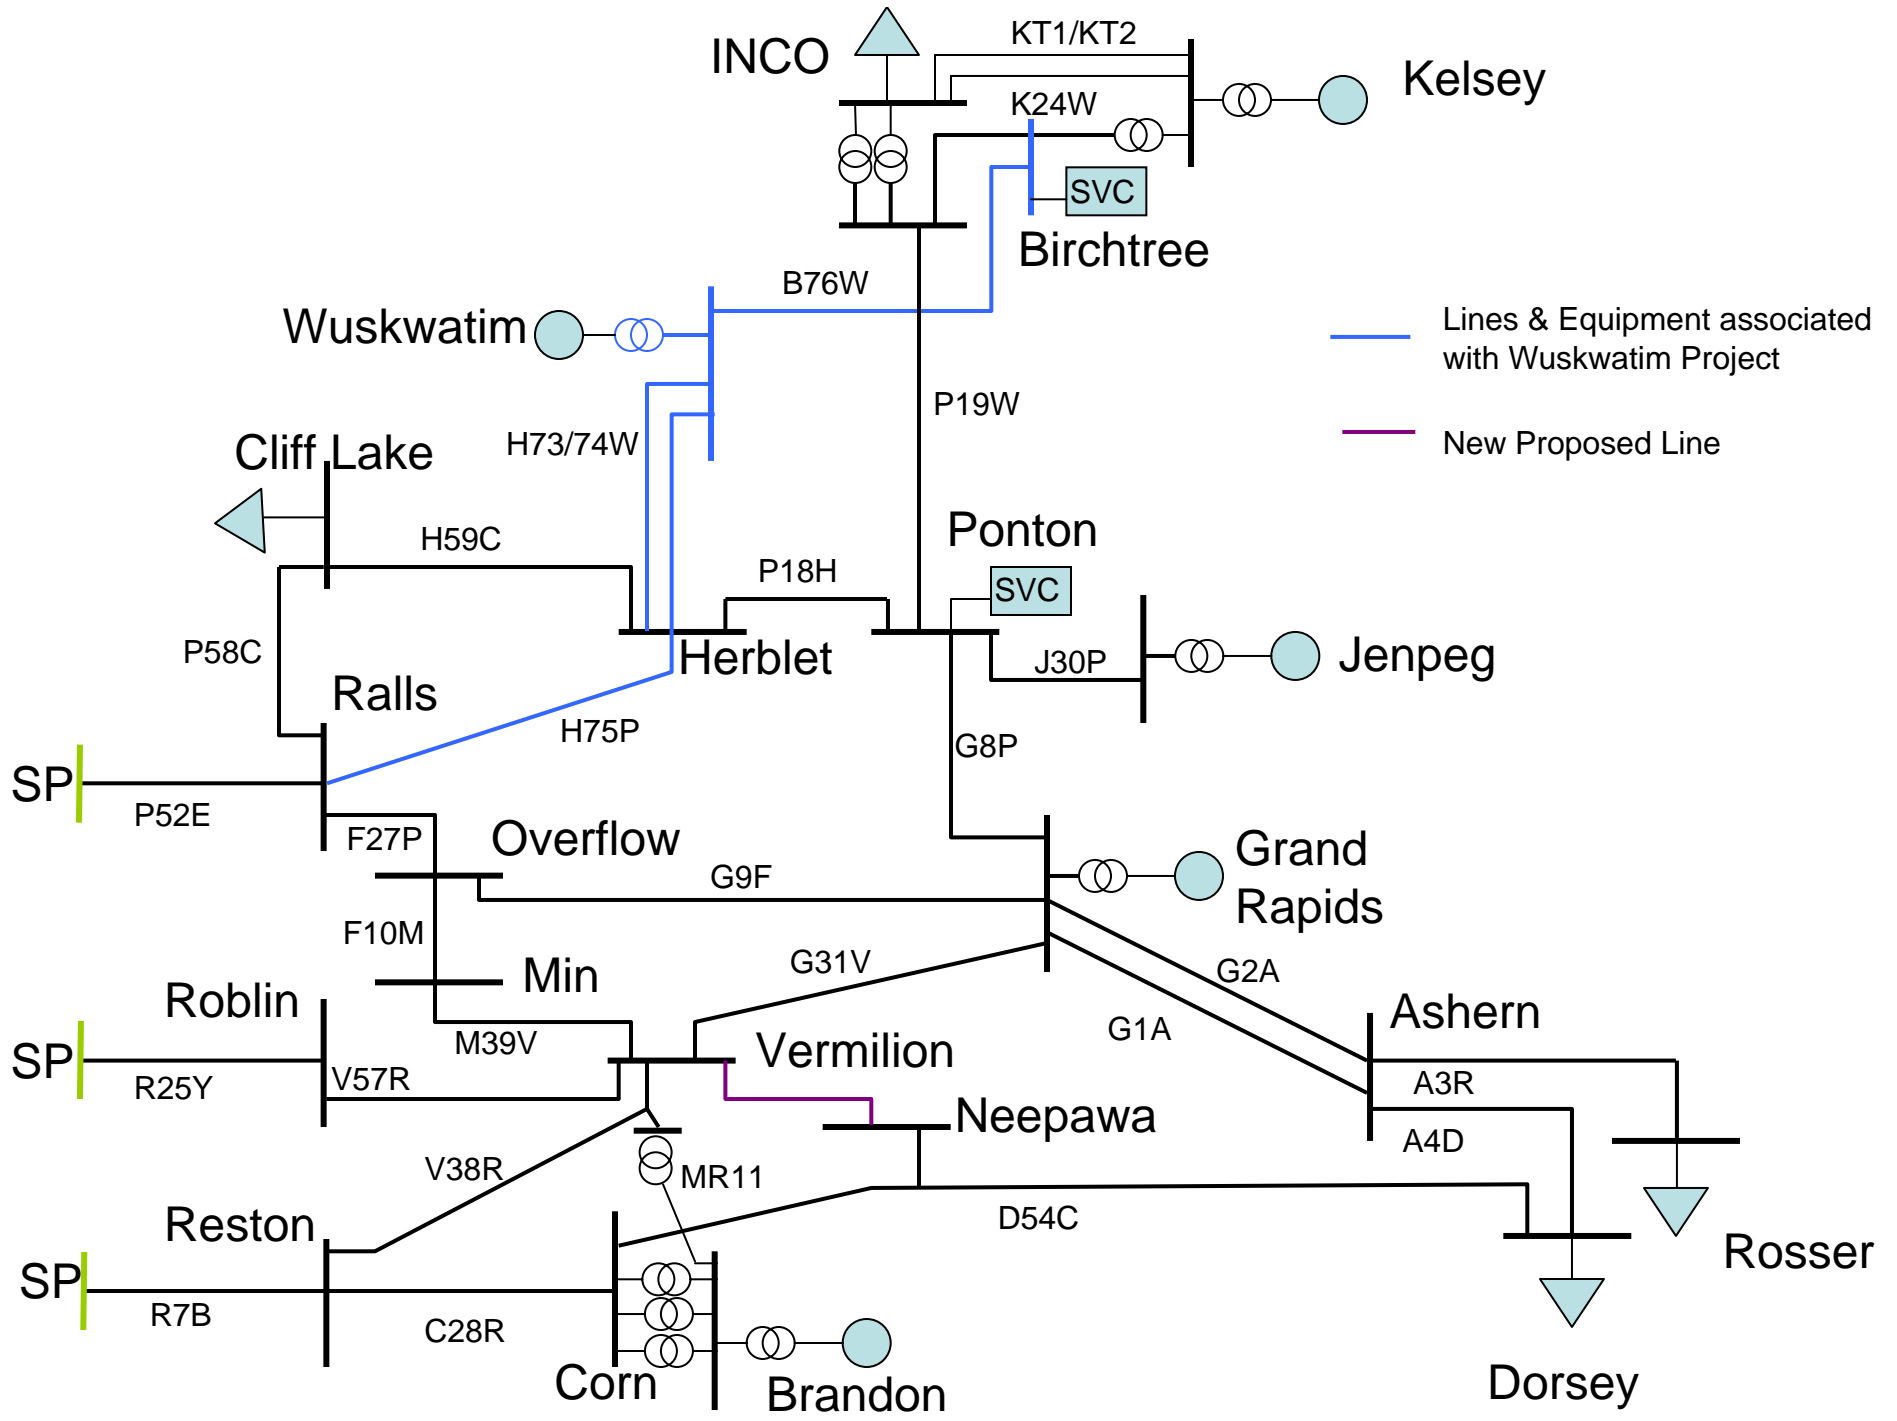 KT1/KT2
INCO
Kelsey
K24W
SVC
Birchtree
B76W
Wuskwatim
Lines & Equipment associated
with Wuskwatim Project
P19W
H73/74W
Cliff Lake
New Proposed Line
Ponton
H59C
P18H
SVC
P58C
Herblet
J30P
Jenpeg
Ralls
H75P
G8P
SP
P52E
F27P
Overflow
Grand
Rapids
G9F
F10M
G31V
G2A
Min
Roblin
Ashern
G1A
M39V
Vermilion
SP
R25Y
V57R
A3R
Neepawa
A4D
V38R
MR11
Reston
D54C
Rosser
SP
R7B
C28R
Corn
Brandon
Dorsey